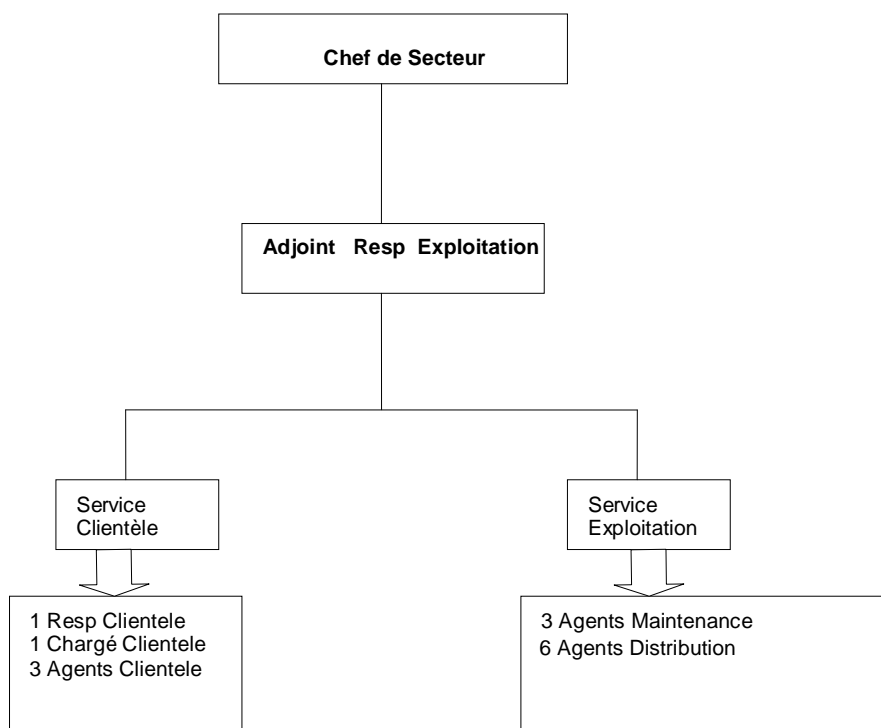 Chef de Secteur
Adjoint Resp Exploitation
Service
Clientèle
Service
Exploitation
1 Resp Clientele
1 Chargé Clientele
3 Agents Clientele
3 Agents Maintenance
6 Agents Distribution